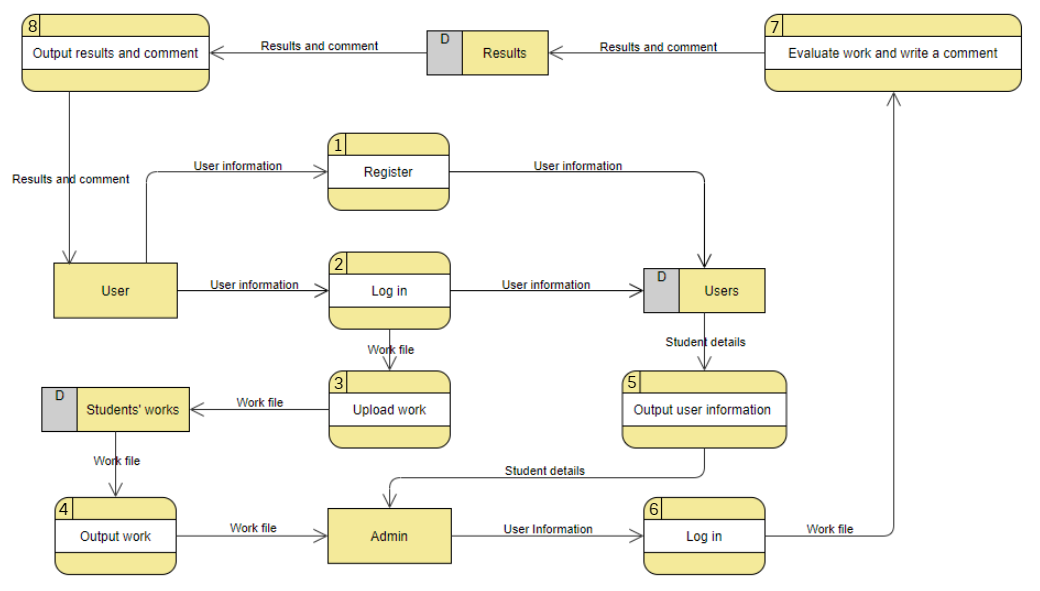 8
Output results and comment
Results and comment
D
Results
Results and comment
7
Evaluate work and write a comment
Results and comment
User information
1
Register
User information
User
User information
2
Log in
User information
D
Users
Work file
Student details
D
Students' works
Work file
3
Upload work
5
Output user information
Work file
Student details
4
Output work
Work file
Admin
User Information
6
Log in
Work file